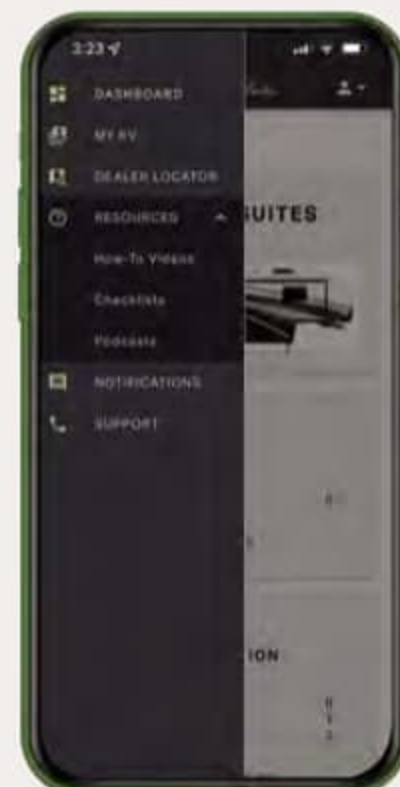 3:23
DASHBOARD
MY RV
DEALER LOCATOR
RESOURCES
SUITES
How-To Videos
Checklists
Podcasts
NOTIFICATIONS
SUPPORT
ION